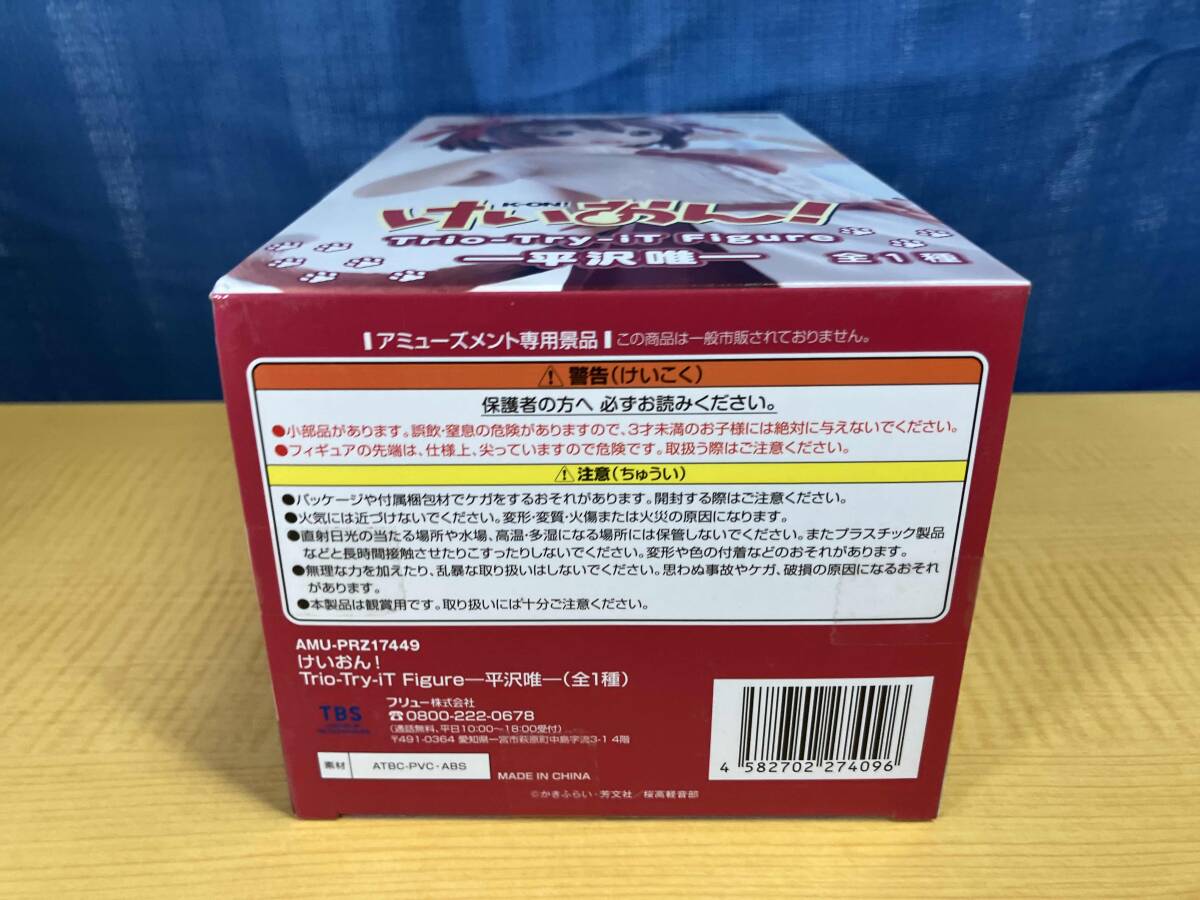 K-ON!
けいおん!
Trio-Try-iT Figure
―平沢唯―
全1種
アミューズメント専用景品 この商品は一般市販されておりません。
警告(けいこく)
保護者の方へ 必ずお読みください。
●小部品があります。誤飲・窒息の危険がありますので、3才未満のお子様には絶対に与えないでください。
●フィギュアの先端は、仕様上、尖っていますので危険です。取扱う際はご注意ください。
注意(ちゅうい)
●パッケージや付属梱包材でケガをするおそれがあります。開封する際はご注意ください。
●火気には近づけないでください。変形・変質・火傷または火災の原因になります。
●直射日光の当たる場所や水場、高温・多湿になる場所には保管しないでください。またプラスチック製品
などと長時間接触させたりこすったりしないでください。変形や色の付着などのおそれがあります。
●無理な力を加えたり、乱暴な取り扱いはしないでください。思わぬ事故やケガ、破損の原因になるおそれ
があります。
●本製品は観賞用です。取り扱いには十分ご注意ください。
AMU-PRZ17449
けいおん!
Trio-Try-iT Figure―平沢唯―(全1種)
TBS
フリュー株式会社
☎0800-222-0678
(通話無料、平日10:00~18:00受付)
〒491-0364 愛知県一宮市萩原町中島字流3-1 4階
素材 ATBC-PVC・ABS
MADE IN CHINA
©かきふらい・芳文社/桜高軽音部
4 582702 274096